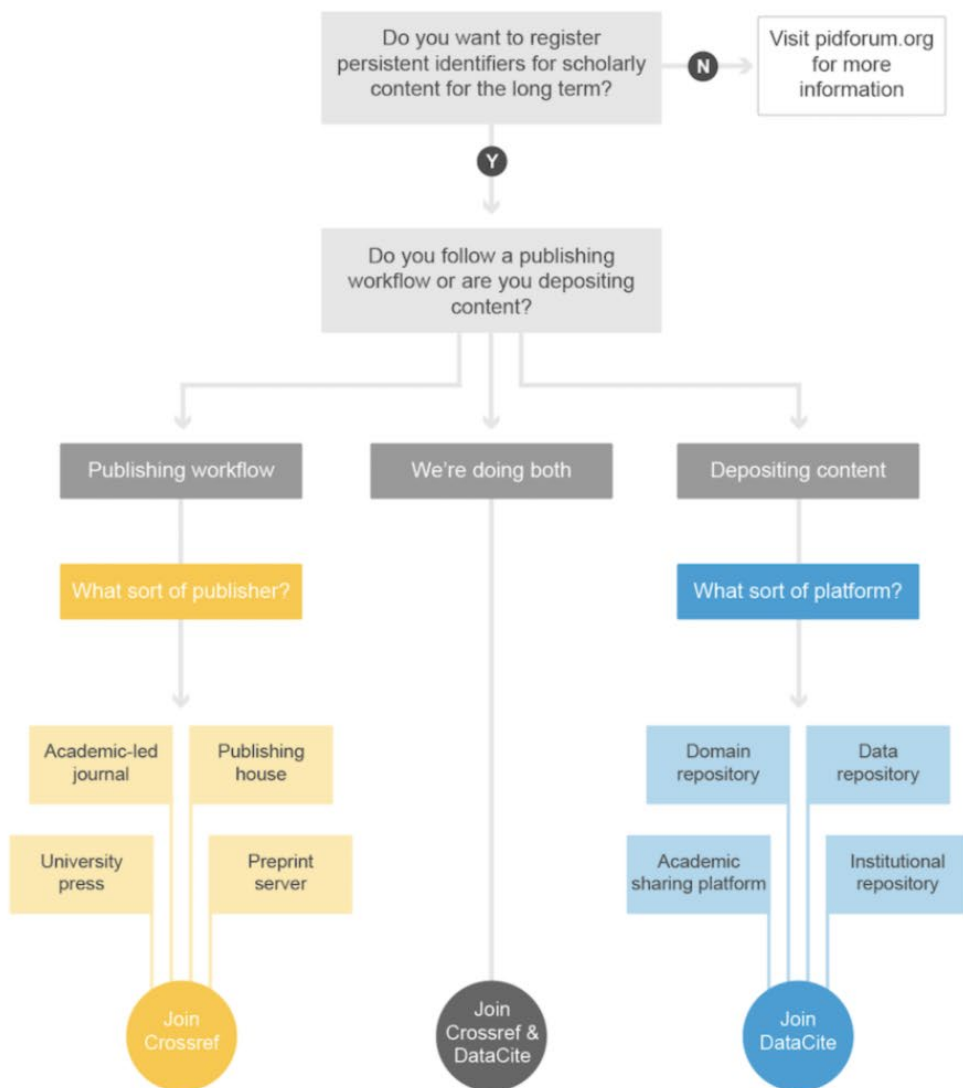 Do you want to register
persistent identifiers for scholarly
content for the long term?
N
Visit pidforum.org
for more
information
Y
Do you follow a publishing
workflow or are you depositing
content?
Publishing workflow
We're doing both
Depositing content
What sort of publisher?
What sort of platform?
Academic-led
journal
Publishing
house
Domain
repository
Data
repository
University
press
Preprint
server
Academic
sharing platform
Institutional
repository
Join
Crossref
Join
Crossref &
DataCite
Join
DataCite